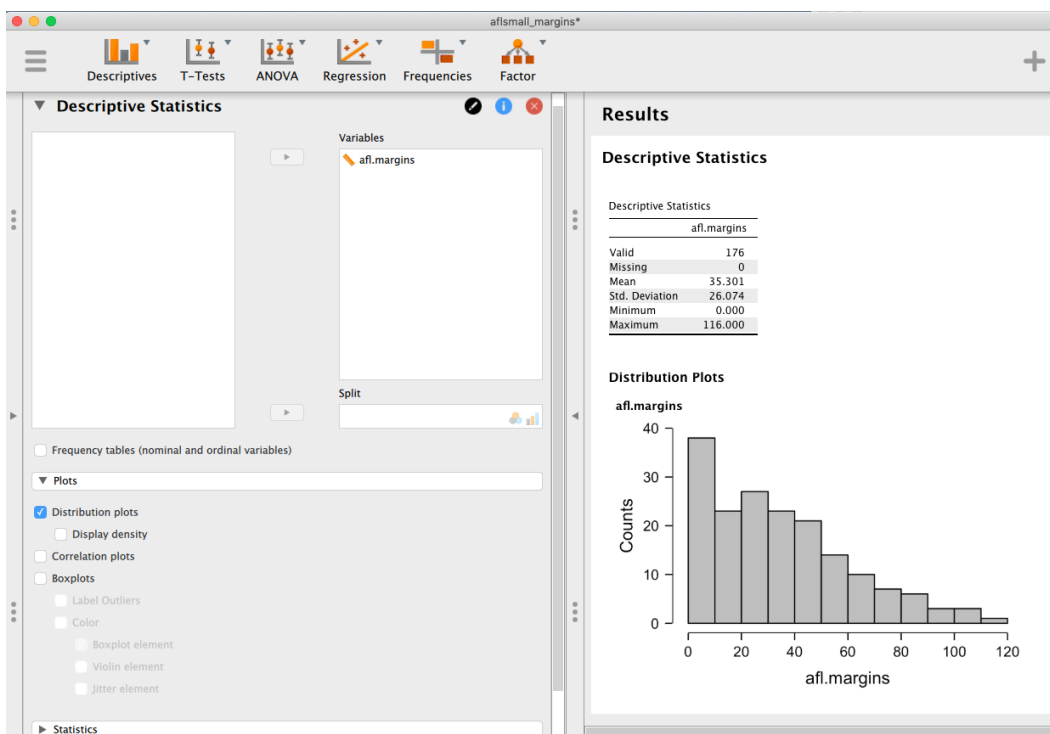 aflsmall_margins*
Descriptives
T-Tests
ANOVA
Regression
Frequencies
Factor
Descriptive Statistics
Variables
afl.margins
Split
Frequency tables (nominal and ordinal variables)
Plots
Distribution plots
Display density
Correlation plots
Boxplots
Label Outliers
Color
Boxplot element
Violin element
Jitter element
Statistics
Results
Descriptive Statistics
Descriptive Statistics
afl.margins
Valid 176
Missing 0
Mean 35.301
Std. Deviation 26.074
Minimum 0.000
Maximum 116.000
Distribution Plots
afl.margins
40
30
20
10
0
Counts
0 20 40 60 80 100 120
afl.margins